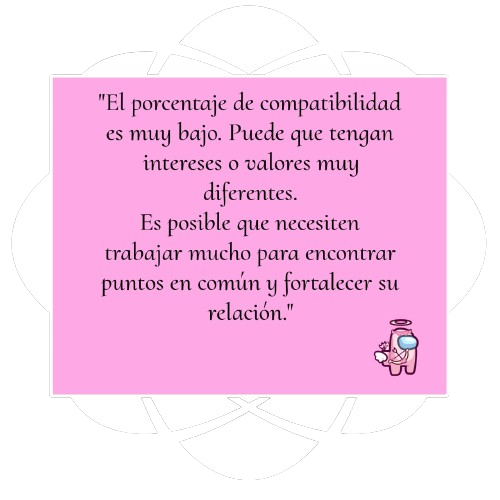 "El porcentaje de compatibilidad
es muy bajo. Puede que tengan
intereses o valores muy
diferentes.
Es posible que necesiten
trabajar mucho para encontrar
puntos en común y fortalecer su
relación."